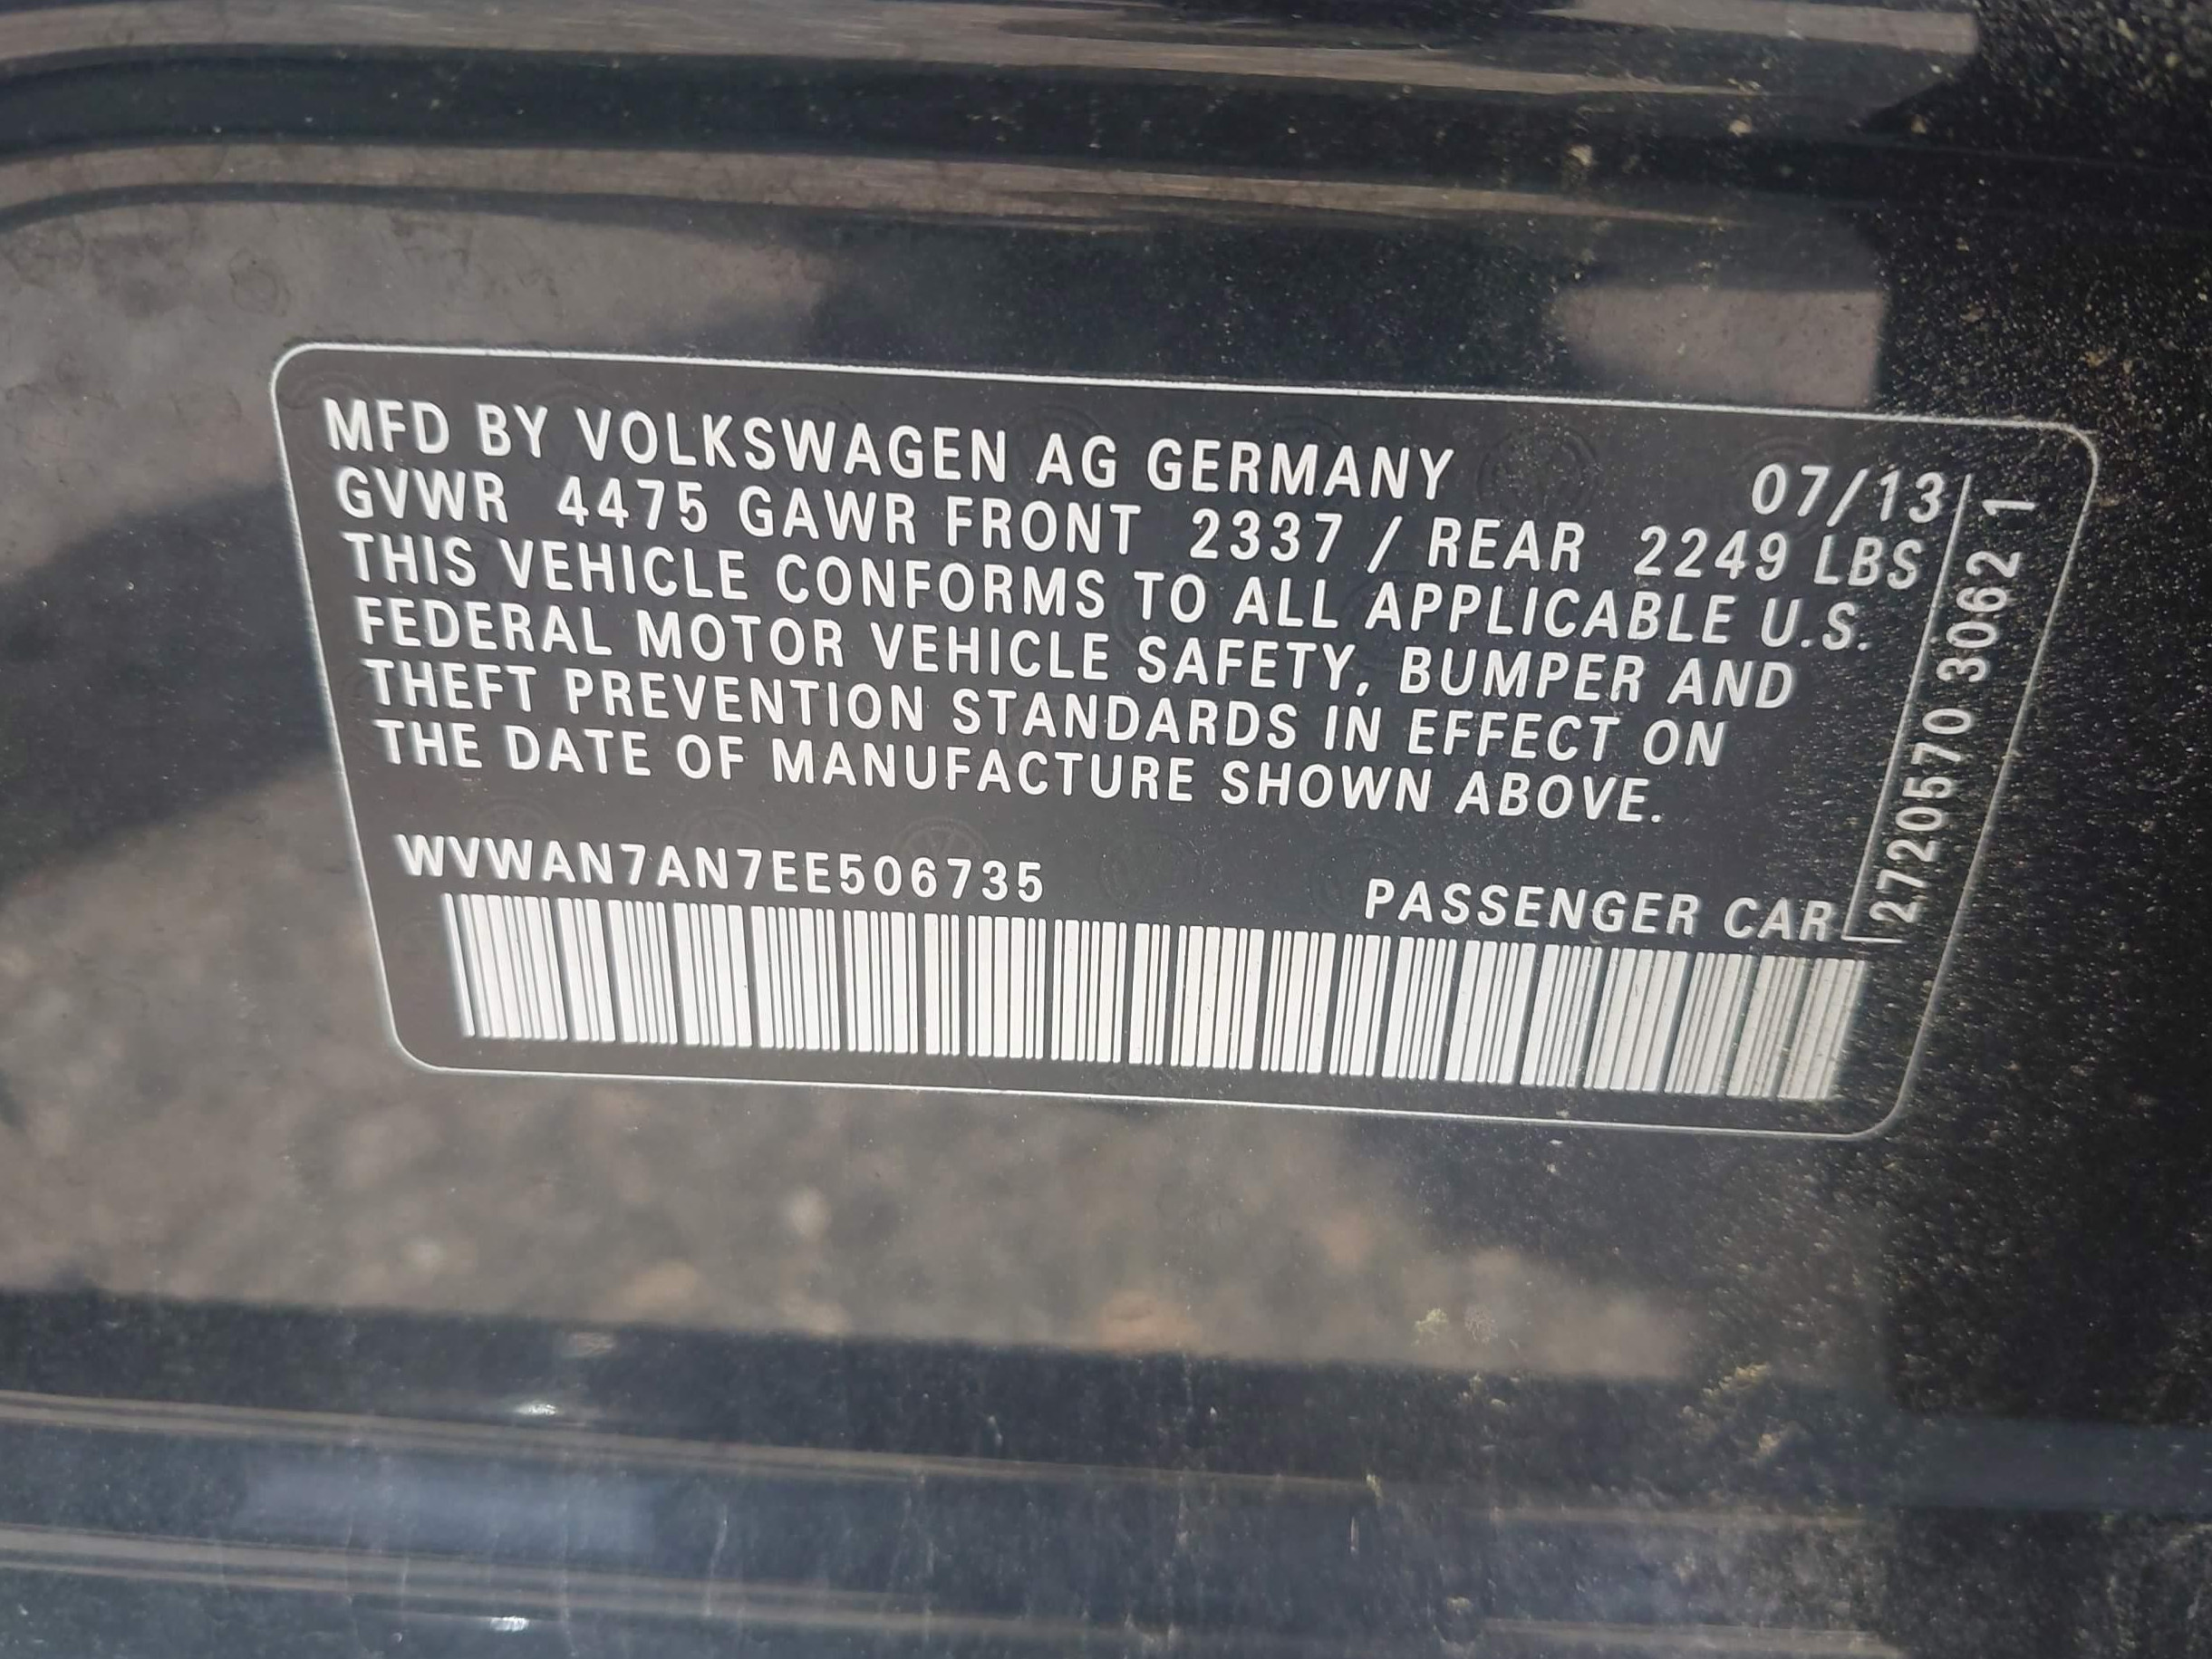 MFD BY VOLKSWAGEN AG GERMANY
07/13
GVWR 4475 GAWR FRONT 2337 / REAR 2249 LBS
THIS VEHICLE CONFORMS TO ALL APPLICABLE U.S.
FEDERAL MOTOR VEHICLE SAFETY, BUMPER AND
THEFT PREVENTION STANDARDS IN EFFECT ON
THE DATE OF MANUFACTURE SHOWN ABOVE.
WVWAN7AN7EE506735
PASSENGER CAR
2720570 3062 1